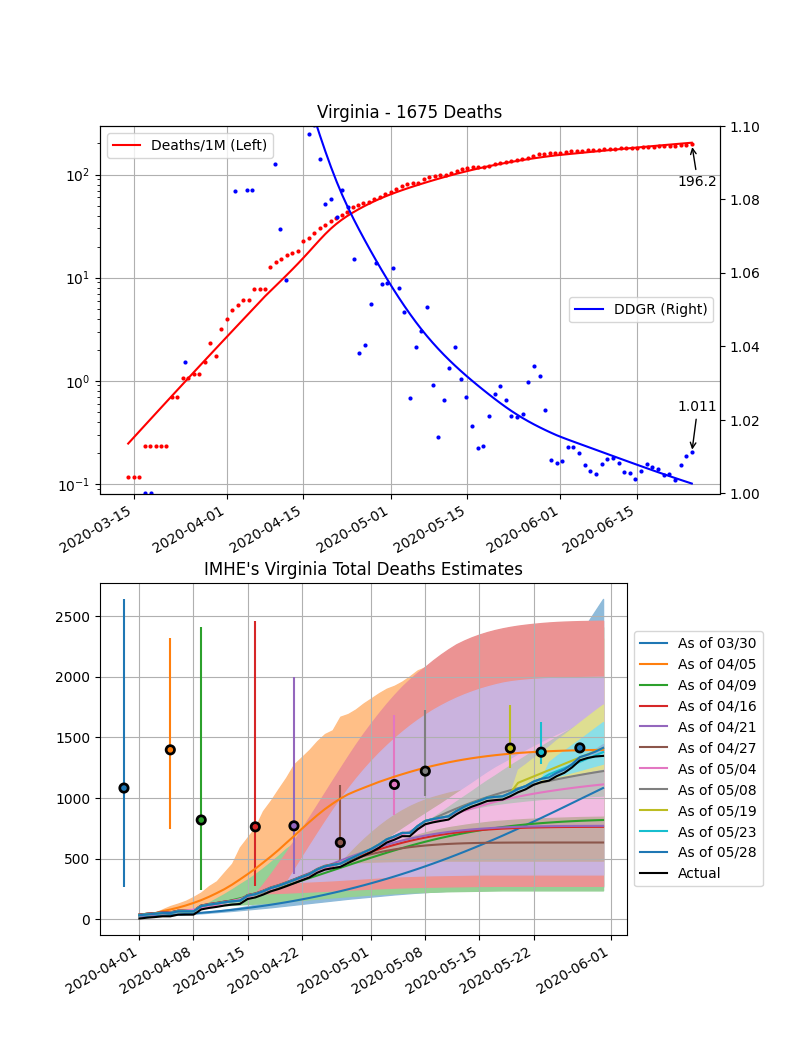 Virginia - 1675 Deaths
Deaths/1M (Left)
DDGR (Right)
196.2
1.011
10²
10¹
10⁰
10⁻¹
1.10
1.08
1.06
1.04
1.02
1.00
2020-03-15
2020-04-01
2020-04-15
2020-05-01
2020-05-15
2020-06-01
2020-06-15
IMHE's Virginia Total Deaths Estimates
2500
2000
1500
1000
500
0
2020-04-01
2020-04-08
2020-04-15
2020-04-22
2020-05-01
2020-05-08
2020-05-15
2020-05-22
2020-06-01
As of 03/30
As of 04/05
As of 04/09
As of 04/16
As of 04/21
As of 04/27
As of 05/04
As of 05/08
As of 05/19
As of 05/23
As of 05/28
Actual